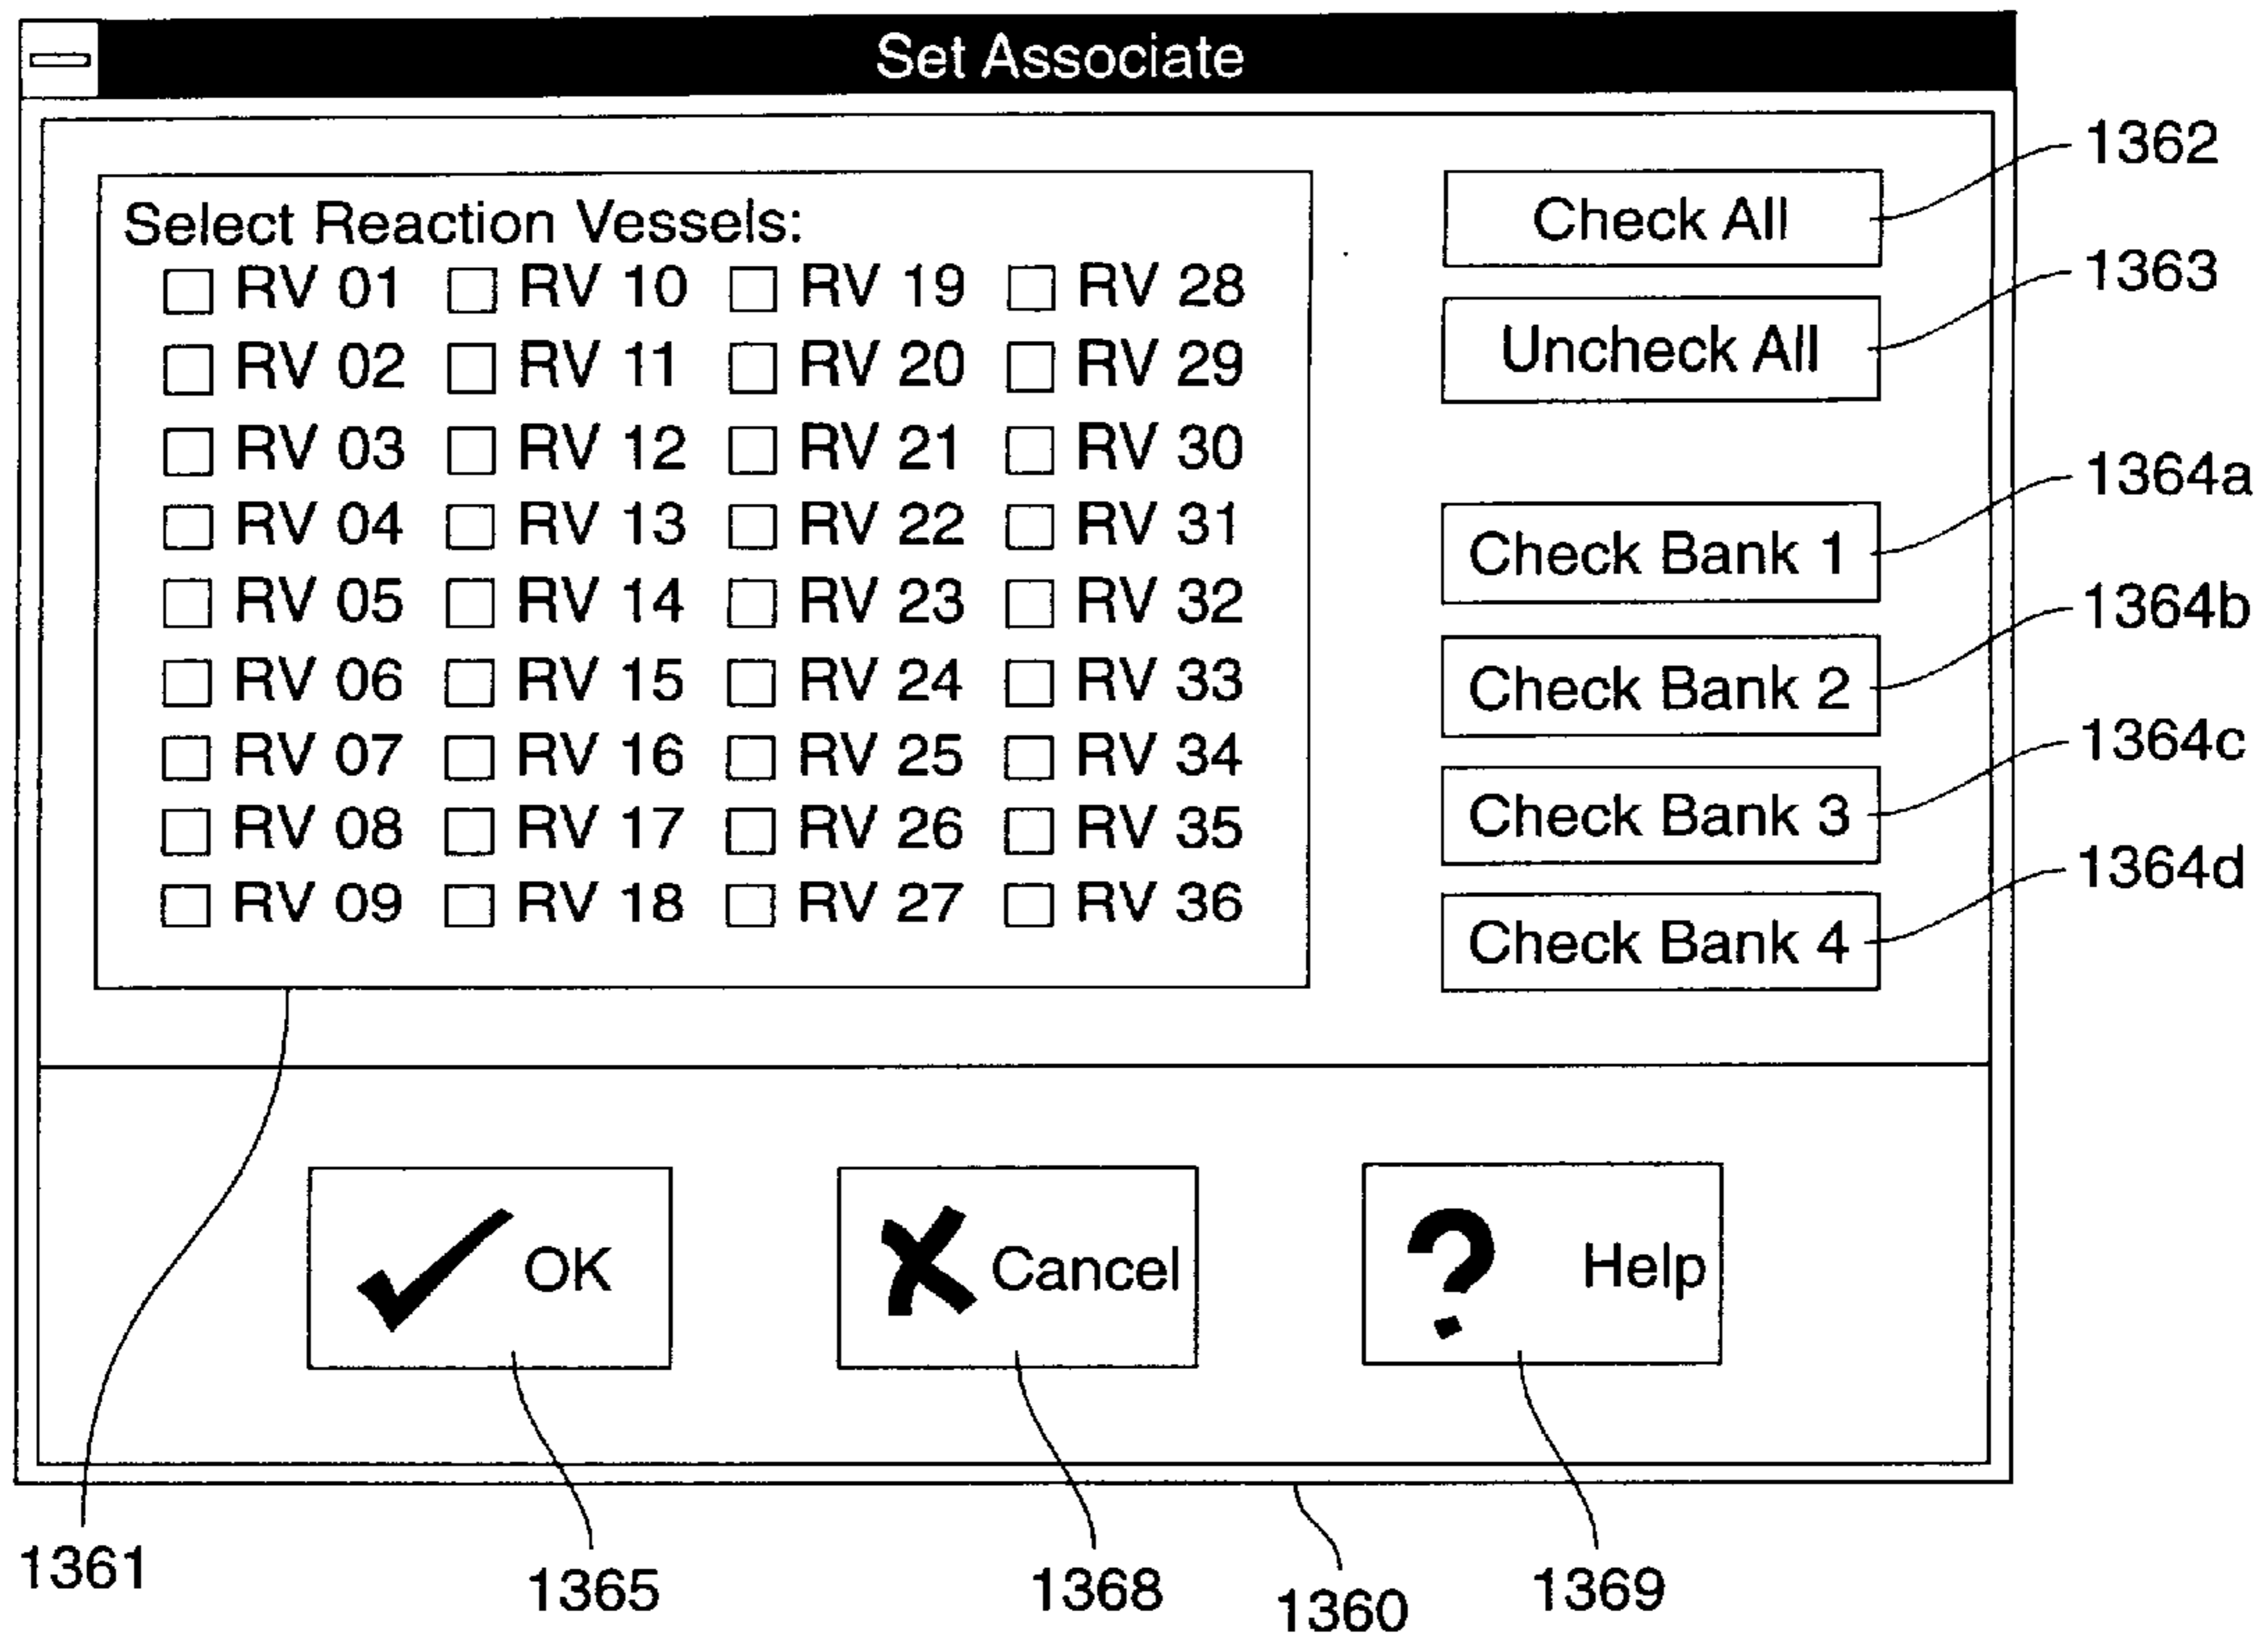 Set Associate
Select Reaction Vessels:
RV 01 RV 10 RV 19 RV 28
RV 02 RV 11 RV 20 RV 29
RV 03 RV 12 RV 21 RV 30
RV 04 RV 13 RV 22 RV 31
RV 05 RV 14 RV 23 RV 32
RV 06 RV 15 RV 24 RV 33
RV 07 RV 16 RV 25 RV 34
RV 08 RV 17 RV 26 RV 35
RV 09 RV 18 RV 27 RV 36
Check All
Uncheck All
Check Bank 1
Check Bank 2
Check Bank 3
Check Bank 4
1362
1363
1364a
1364b
1364c
1364d
OK
Cancel
? Help
1361
1365
1368
1360
1369